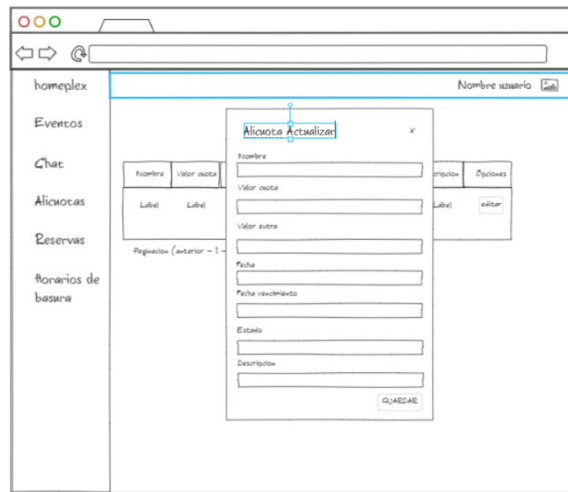 homeplex
Nombre usuario
Eventos
Chat
Alicuotas
Reservas
Horarios de
basura
Nombre Valor cuota
cripcion Opciones
Label Label
Label editar
Paginacion (anterior - 1 -
Alicuota Actualizar x
Nombre
Valor cuota
Valor extra
Fecha
Fecha vencimiento
Estado
Descripcion
GUARDAR